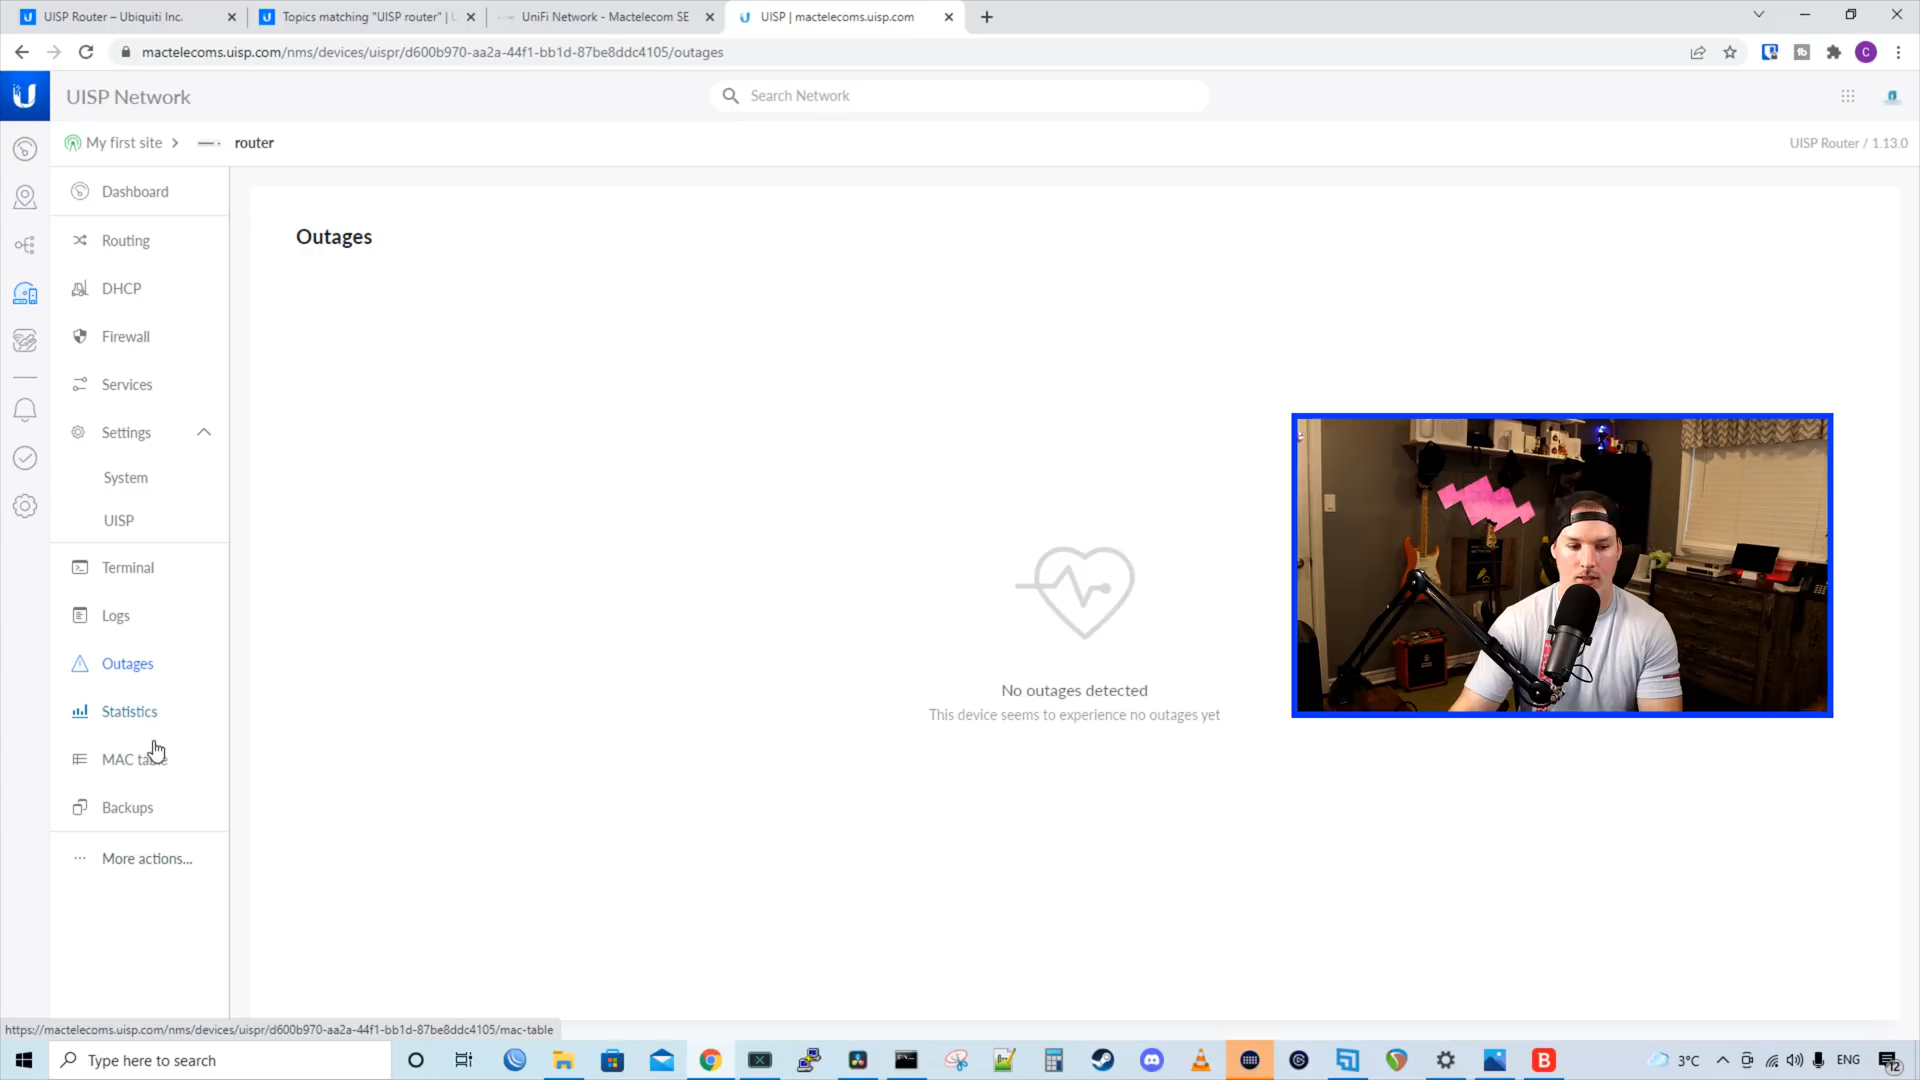 UISP Router – Ubiquiti Inc.
Topics matching "UISP router" |
UniFi Network - Mactelecom SE
UISP | mactelecoms.uisp.com
mactelecoms.uisp.com/nms/devices/uispr/d600b970-aa2a-44f1-bb1d-87be8ddc4105/outages
C
UISP Network
Search Network
My first site
router
UISP Router / 1.13.0
Dashboard
Routing
DHCP
Firewall
Services
Settings
System
UISP
Terminal
Logs
Outages
Statistics
MAC table
Backups
More actions...
Outages
No outages detected
This device seems to experience no outages yet
https://mactelecoms.uisp.com/nms/devices/uispr/d600b970-aa2a-44f1-bb1d-87be8ddc4105/mac-table
Type here to search
3°C
ENG
12